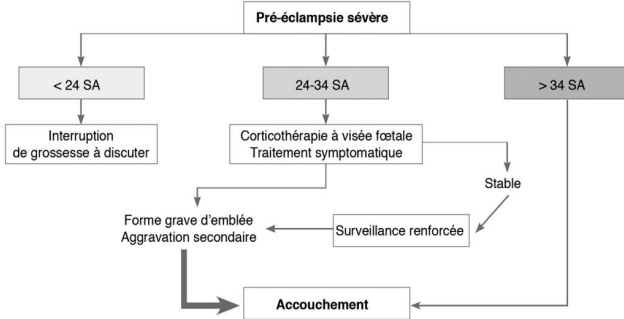 Pré-éclampsie sévère
< 24 SA
24-34 SA
> 34 SA
Interruption
de grossesse à discuter
Corticothérapie à visée fœtale
Traitement symptomatique
Stable
Forme grave d'emblée
Aggravation secondaire
Surveillance renforcée
Accouchement